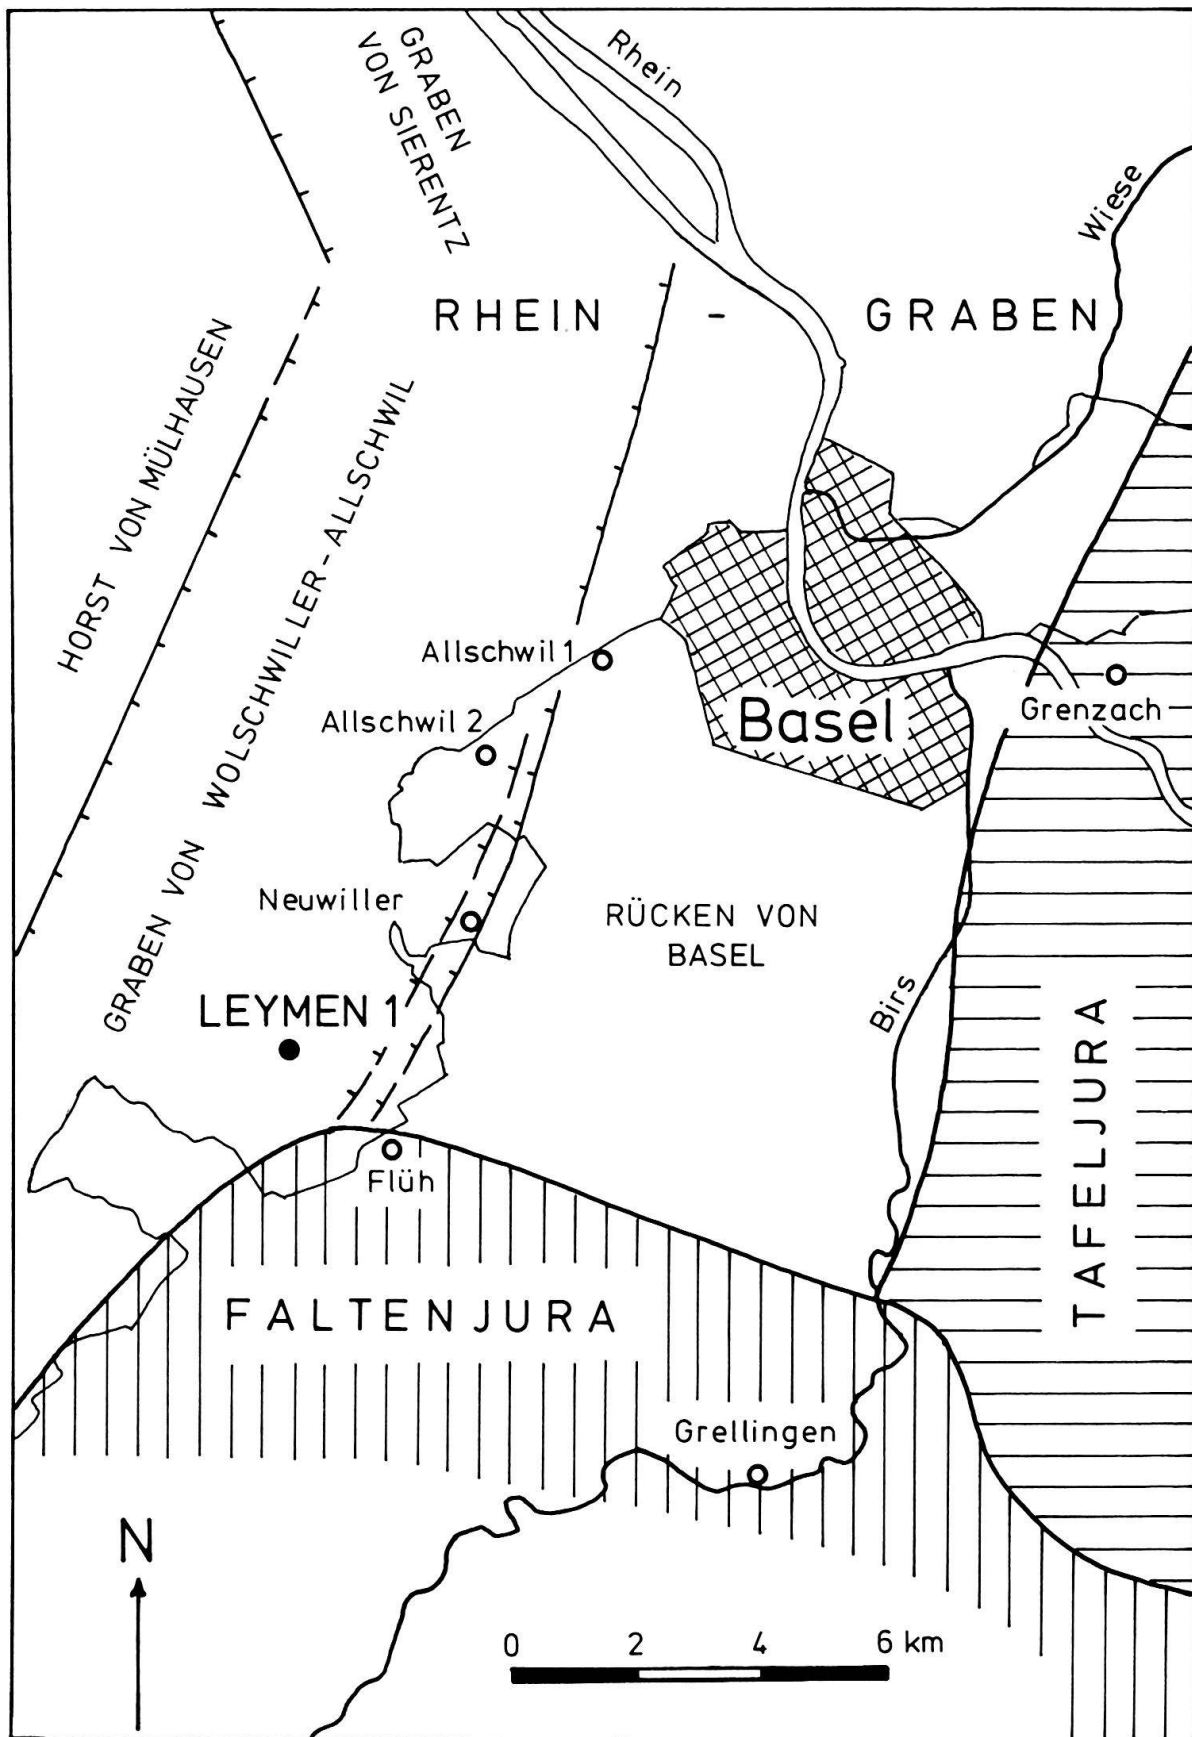 GRABEN
VON SIERENTZ
Rhein
Wiese
RHEIN - GRABEN
HORST VON MÜLHAUSEN
GRABEN VON WOLSCHWILLER-ALLSCHWIL
Allschwil 1
Allschwil 2
Basel
Grenzach
Neuwiller
RÜCKEN VON
BASEL
LEYMEN 1
Birs
TAFELJURA
Flüh
FALTENJURA
Grellingen
N
0 2 4 6 km